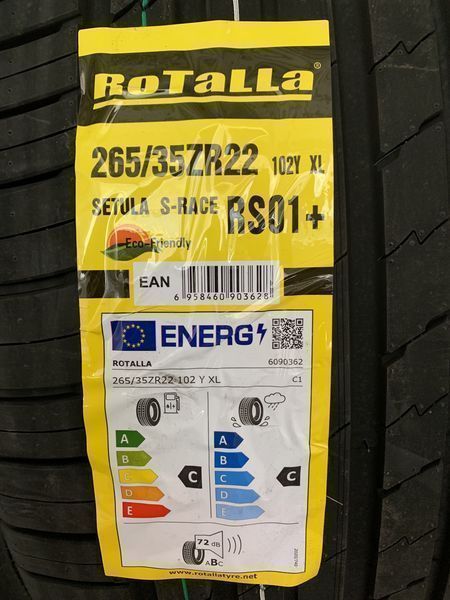 RoTaLLa®
265/35ZR22 102Y XL
SETULA S-RACE RS01+
Eco-Friendly
EAN
6 958460 903628
ENERG
ROTALLA 6090362
265/35ZR22 102 Y XL C1
A A
B B
C C C C
D D
E E
72 dB
ABC
www.rotallatyre.net